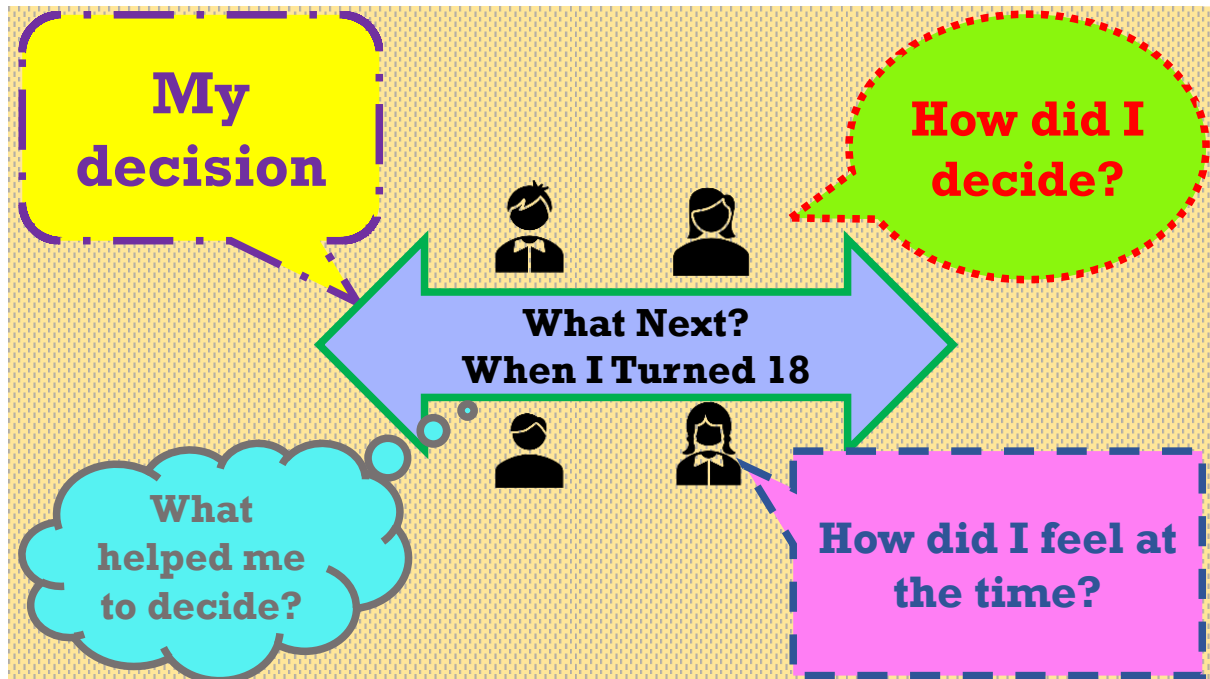 My
decision
How did I
decide?
What Next?
When I Turned 18
What
helped me
to decide?
How did I feel at
the time?